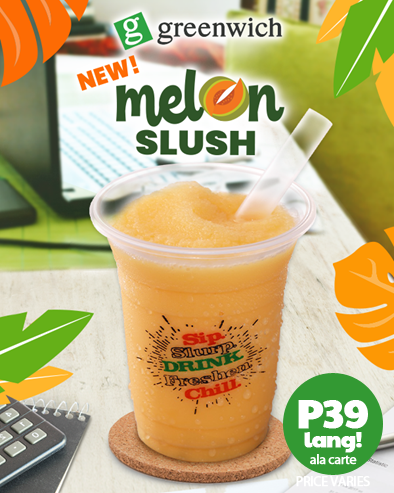 g greenwich
NEW!
melon
SLUSH
Sip
Slurp
DRINK
Freshen
Chill
P39
lang!
ala carte
PRICE VARIES